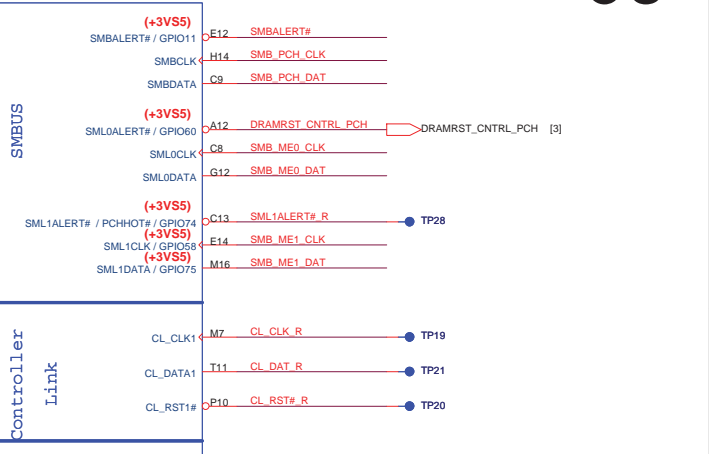 (+3VS5)
SMBALERT# / GPIO11 E12 SMBALERT#
SMBCLK H14 SMB_PCH_CLK
SMBDATA C9 SMB_PCH_DAT
(+3VS5)
SML0ALERT# / GPIO60 A12 DRAMRST_CNTRL_PCH DRAMRST_CNTRL_PCH [3]
SML0CLK C8 SMB_ME0_CLK
SML0DATA G12 SMB_ME0_DAT
SMBUS
(+3VS5)
SML1ALERT# / PCHHOT# / GPIO74 C13 SML1ALERT#_R TP28
(+3VS5)
SML1CLK / GPIO58 E14 SMB_ME1_CLK
(+3VS5)
SML1DATA / GPIO75 M16 SMB_ME1_DAT
Controller
Link
CL_CLK1 M7 CL_CLK_R TP19
CL_DATA1 T11 CL_DAT_R TP21
CL_RST1# P10 CL_RST#_R TP20